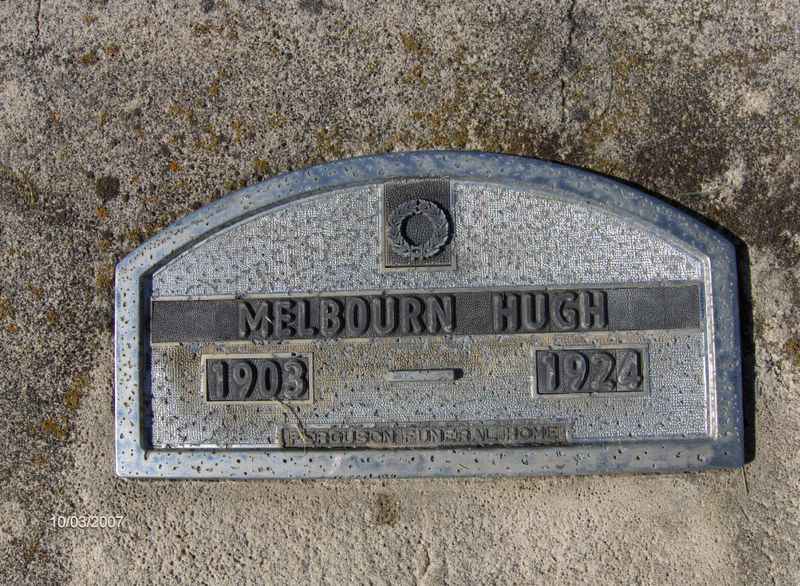 MELBOURN HUGH
1903 - 1924
FERGUSON FUNERAL HOME
10/03/2007